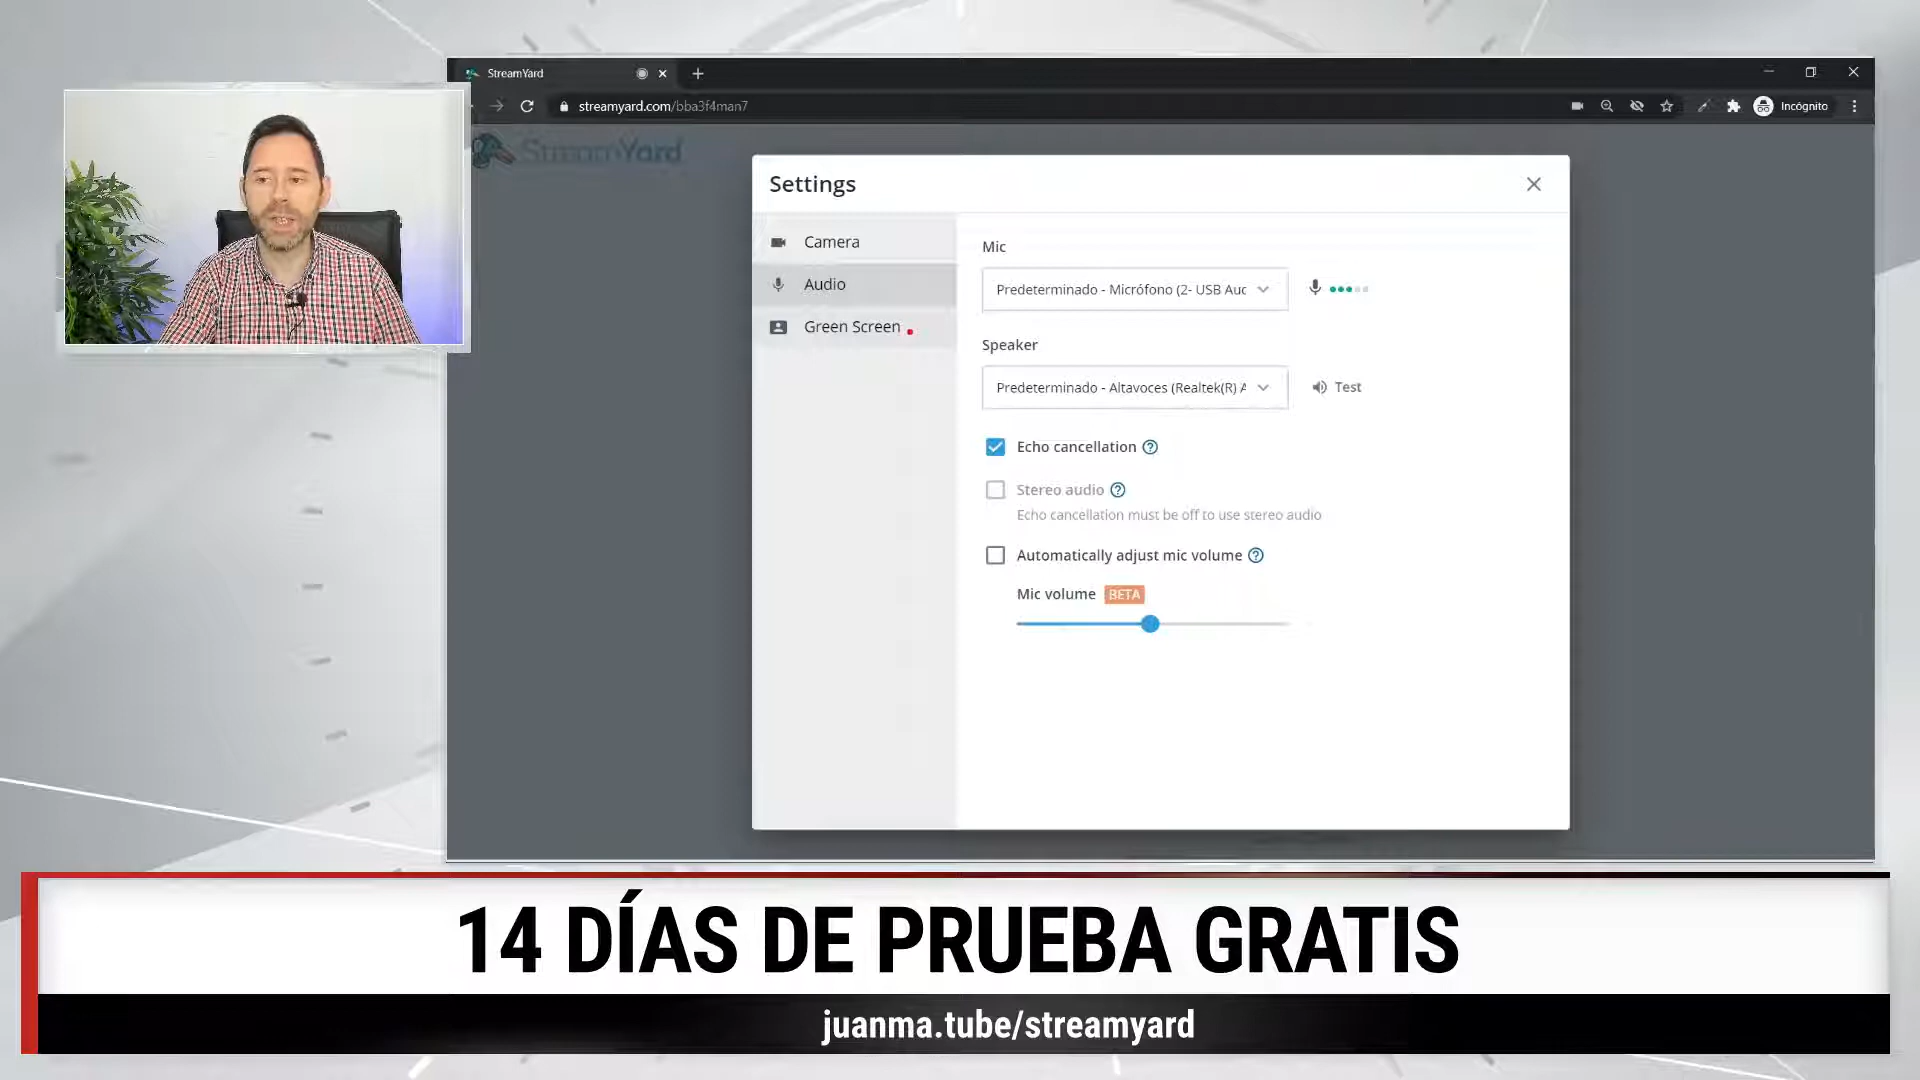 StreamYard
streamyard.com/bba3f4man7
Incógnito
StreamYard
Settings
Camera
Audio
Green Screen
Mic
Predeterminado - Micrófono (2- USB Auc
Speaker
Predeterminado - Altavoces (Realtek(R) A
Test
Echo cancellation
Stereo audio
Echo cancellation must be off to use stereo audio
Automatically adjust mic volume
Mic volume BETA
14 DÍAS DE PRUEBA GRATIS
juanma.tube/streamyard